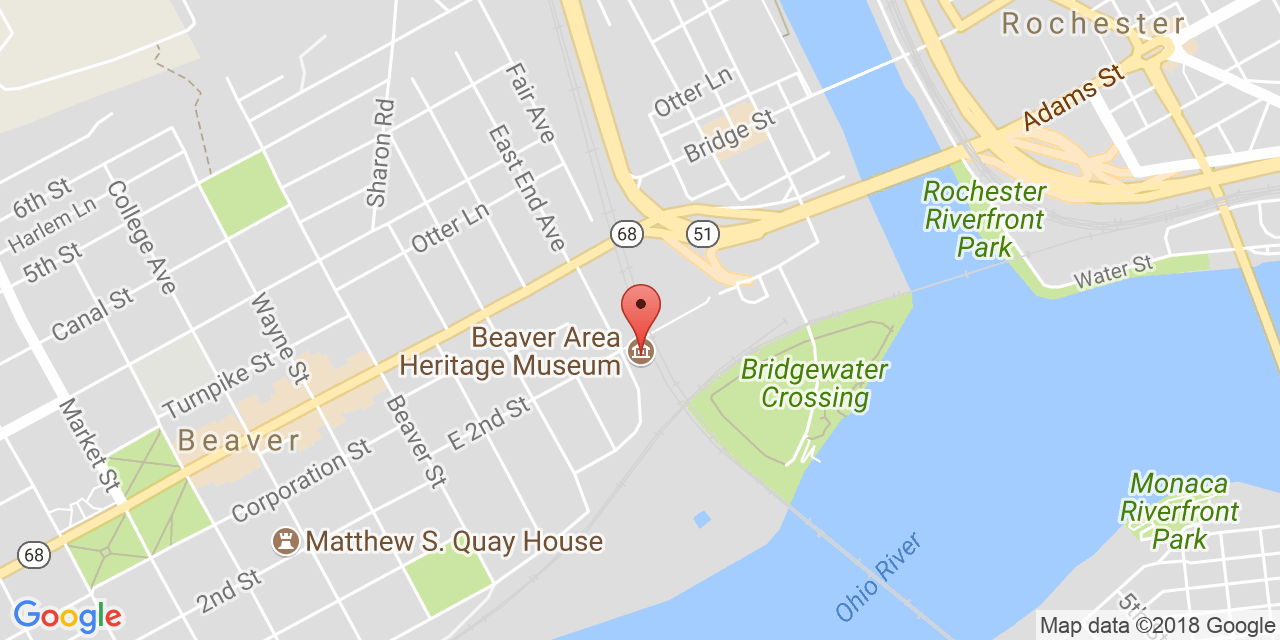 Rochester
Adams St
Otter Ln
Bridge St
Fair Ave
East End Ave
Sharon Rd
6th St
Harlem Ln
5th St
College Ave
Otter Ln
68
51
Rochester
Riverfront
Park
Water St
Canal St
Wayne St
Beaver Area
Heritage Museum
Bridgewater
Crossing
Turnpike St
Market St
Beaver
Beaver St
E 2nd St
Corporation St
Matthew S. Quay House
68
2nd St
Monaca
Riverfront
Park
Ohio River
Google
Map data ©2018 Google